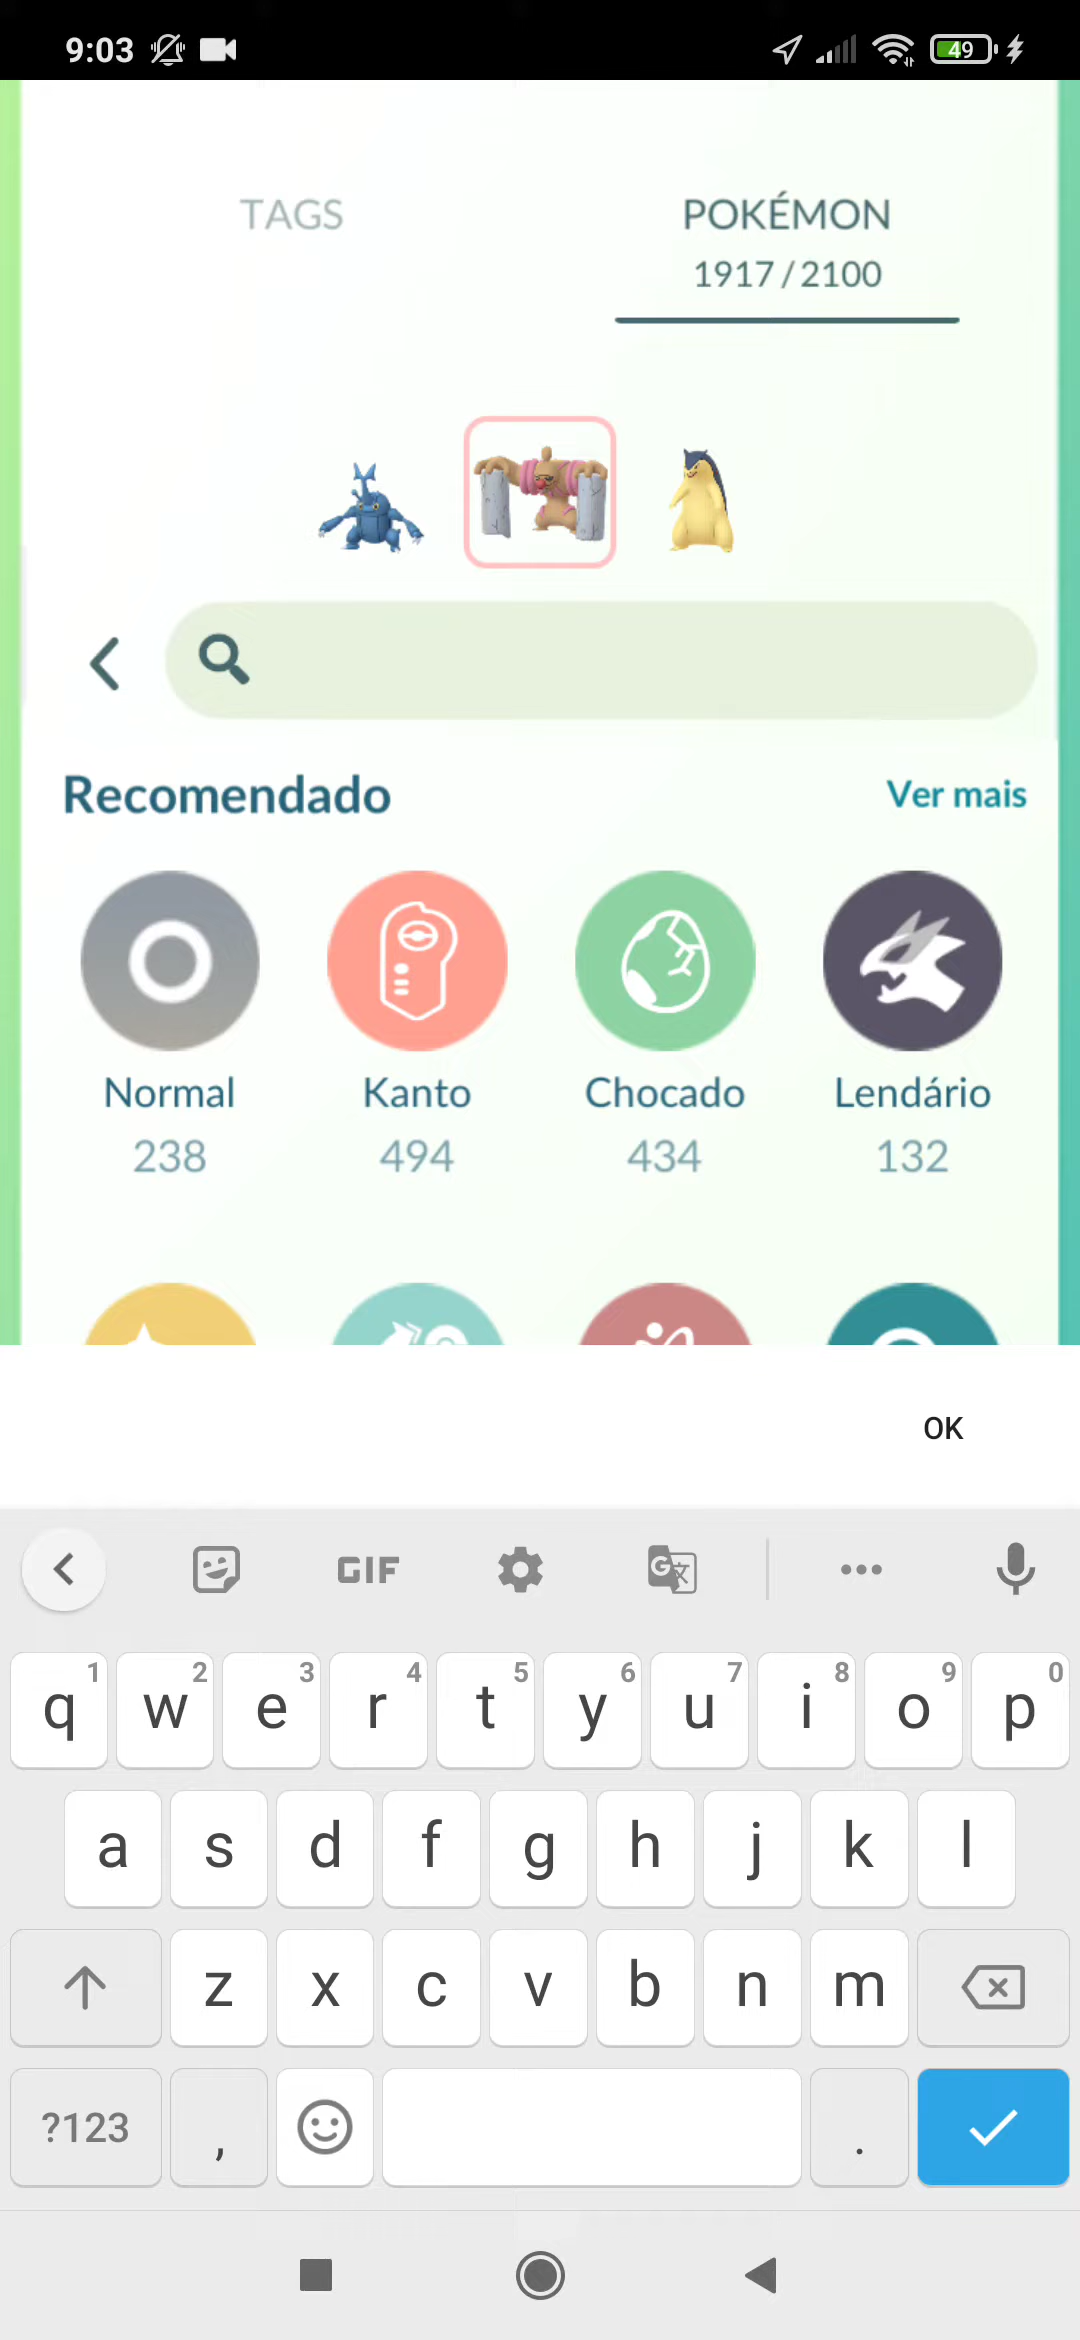 9:03
49
TAGS
POKÉMON
1917 / 2100
Recomendado
Ver mais
Normal
Kanto
Chocado
Lendário
238
494
434
132
OK
GIF
G
1 2 3 4 5 6 7 8 9 0
q w e r t y u i o p
a s d f g h j k l
z x c v b n m
?123 , .